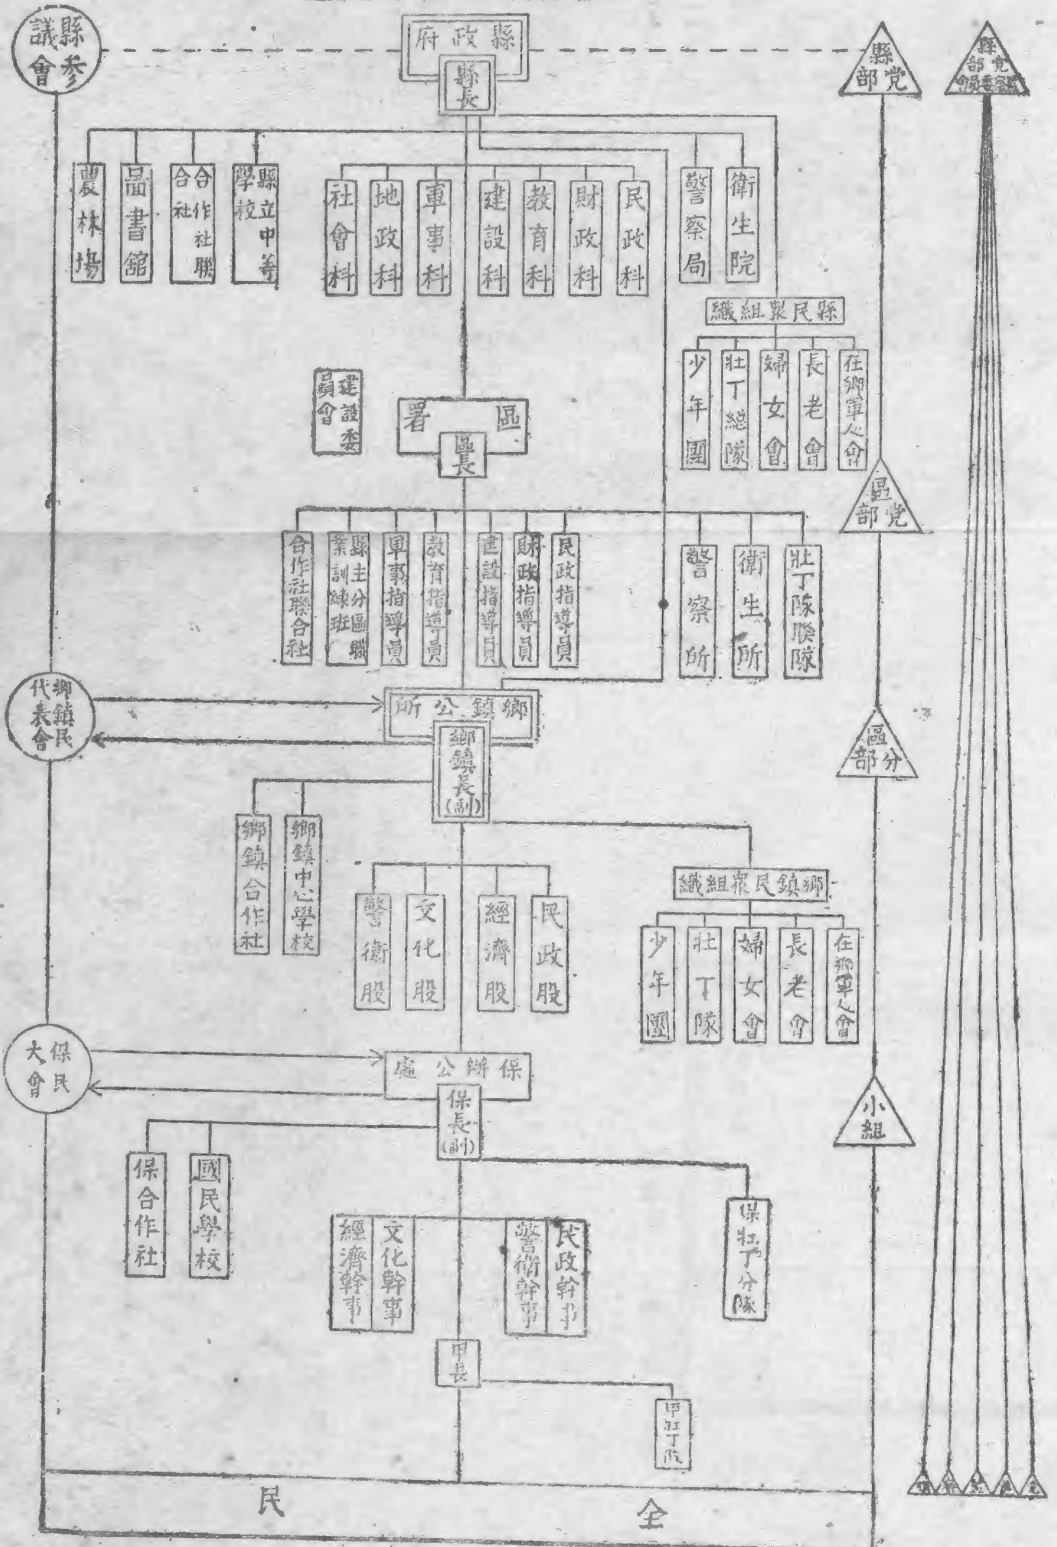 縣參議會
縣政府
縣長
縣党部
縣党部監察委員會
衛生院
警察局
民政科
財政科
教育科
建設科
軍事科
地政科
社會科
縣立中等學校
合作社聯合社
圖書舘
農林場
縣民眾組織
在鄉軍人會
長老會
婦女會
壯丁總隊
少年團
建設委員會
區署
區長
區党部
壯丁隊聯隊
衛生所
警察所
民政指導員
財政指導員
建設指導員
教育指導員
軍事指導員
縣主分區職業訓練班
合作社聯合社
鄉鎮民代表會
鄉鎮公所
鄉鎮長(副)
區分部
鄉鎮中心學校
鄉鎮合作社
鄉鎮民眾組織
在鄉軍人會
長老會
婦女會
壯丁隊
少年團
民政股
經濟股
文化股
警衛股
保民大會
保辦公處
保長(副)
小組
國民學校
保合作社
保壯丁分隊
民政幹事
警衛幹事
文化幹事
經濟幹事
甲長
甲壯丁
全民